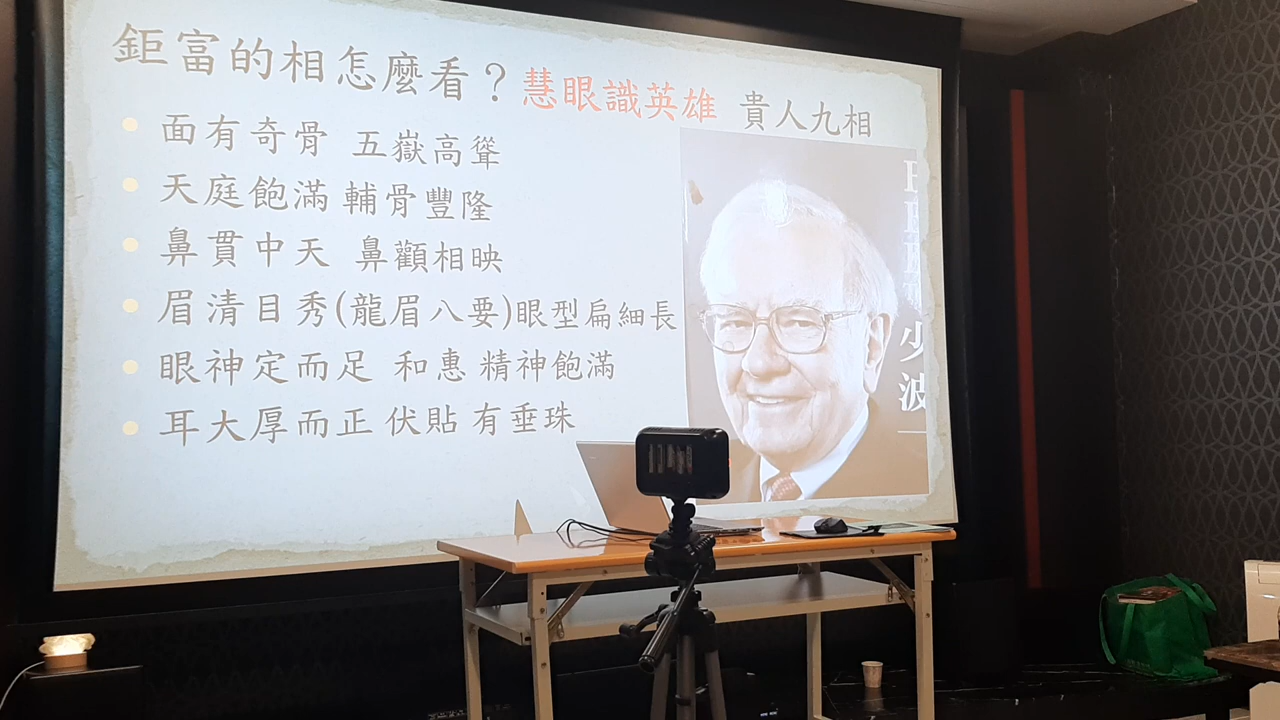 鉅富的相怎麼看？慧眼識英雄 貴人九相
面有奇骨 五嶽高聳
天庭飽滿 輔骨豐隆
鼻貫中天 鼻顴相映
眉清目秀(龍眉八要)眼型扁細長
眼神定而足 和惠 精神飽滿
耳大厚而正 伏貼 有垂珠
少
波